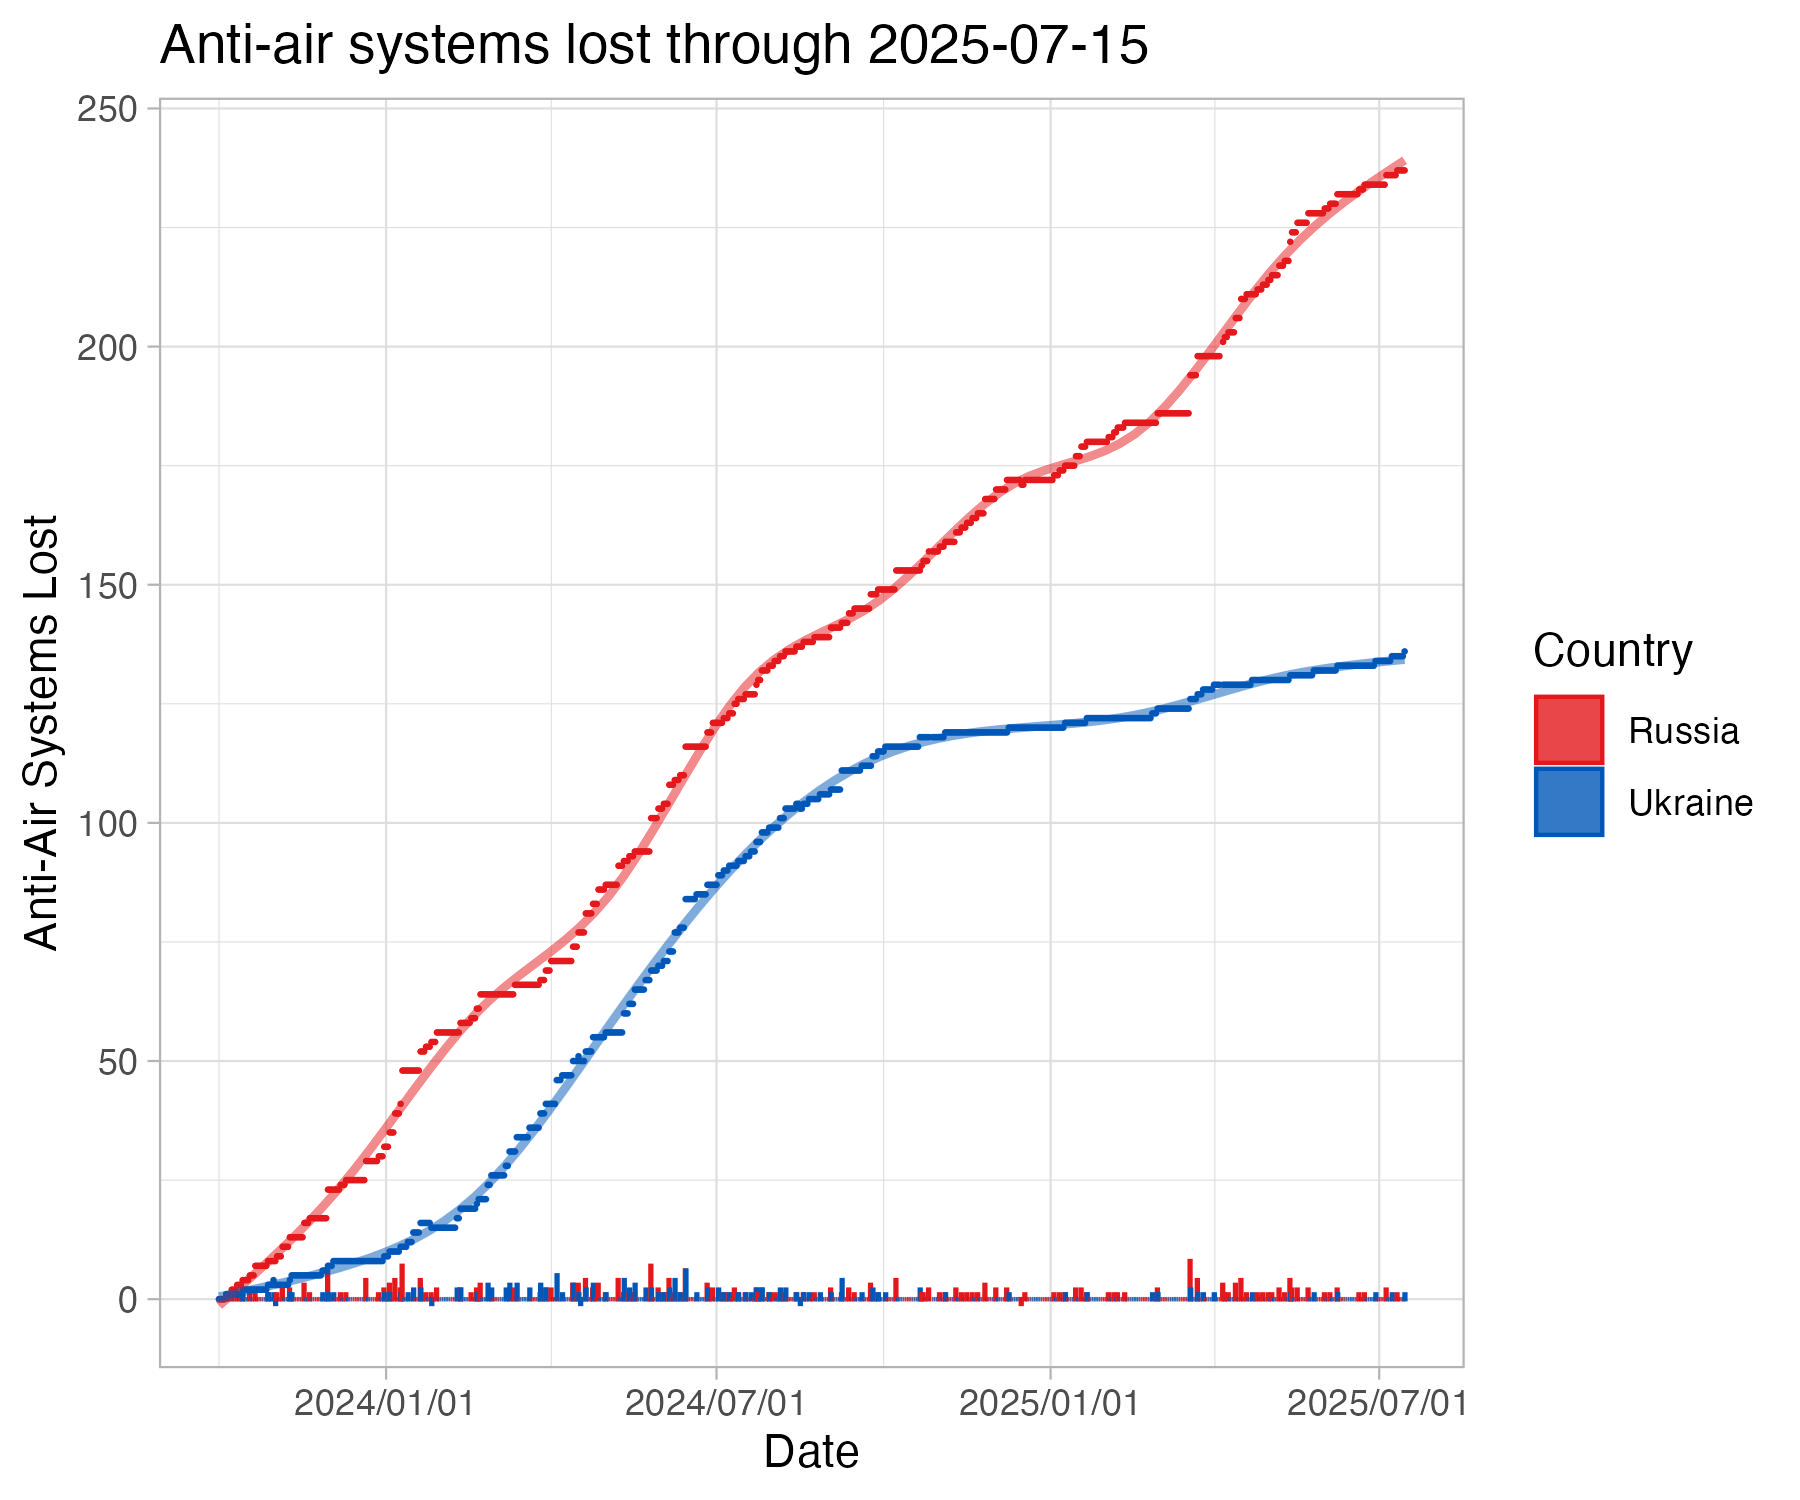 Anti-air systems lost through 2025-07-15
250
200
150
100
50
0
Anti-Air Systems Lost
2024/01/01
2024/07/01
2025/01/01
2025/07/01
Date
Country
Russia
Ukraine